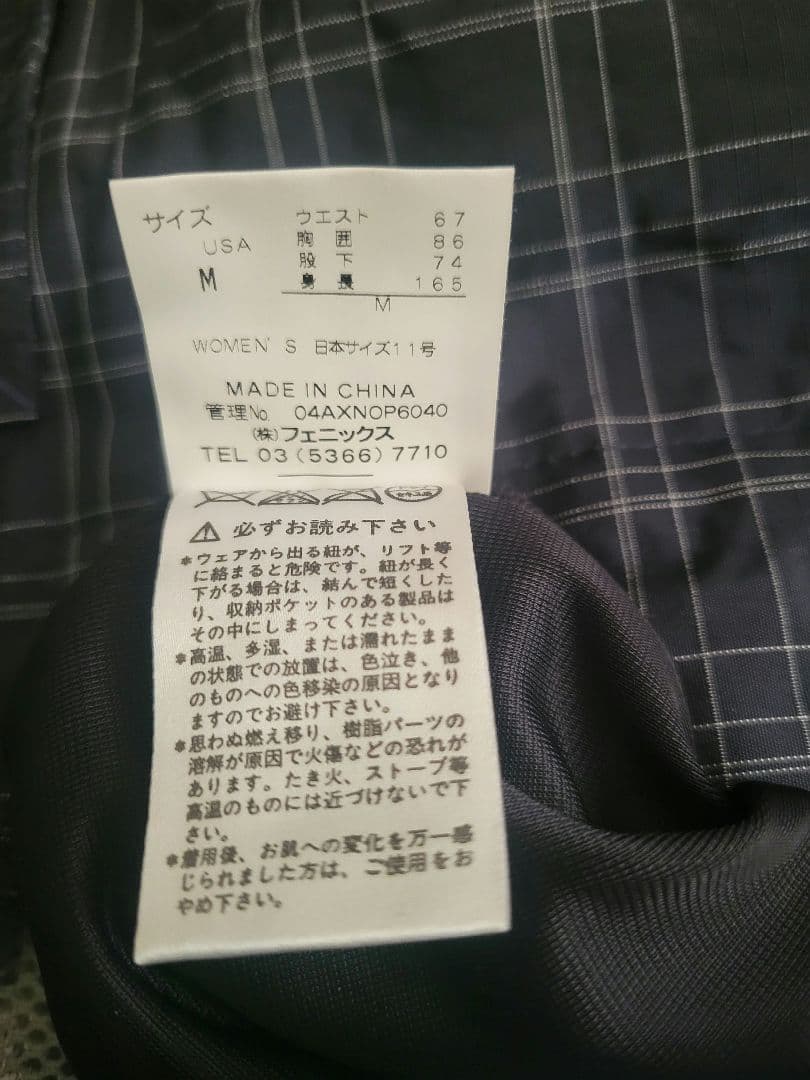 サイズ ウエスト 67
USA 胸囲 86
M 股下 74
身長 165
M
WOMEN'S 日本サイズ11号
MADE IN CHINA
管理No. 04AXNOP6040
(株)フェニックス
TEL 03(5366)7710
必ずお読み下さい
*ウェアから出る紐が、リフト等
に絡まると危険です。紐が長く
下がる場合は、結んで短くした
り、収納ポケットのある製品は
その中にしまってください。
*高温、多湿、または濡れたまま
の状態での放置は、色泣き、他
のものへの色移染の原因となり
ますのでお避け下さい。
*思わぬ燃え移り、樹脂パーツの
溶解が原因で火傷などの恐れが
あります。たき火、ストーブ等
高温のものには近づけないで下
さい。
*着用後、お肌への変化を万一感
じられました方は、ご使用をお
やめ下さい。